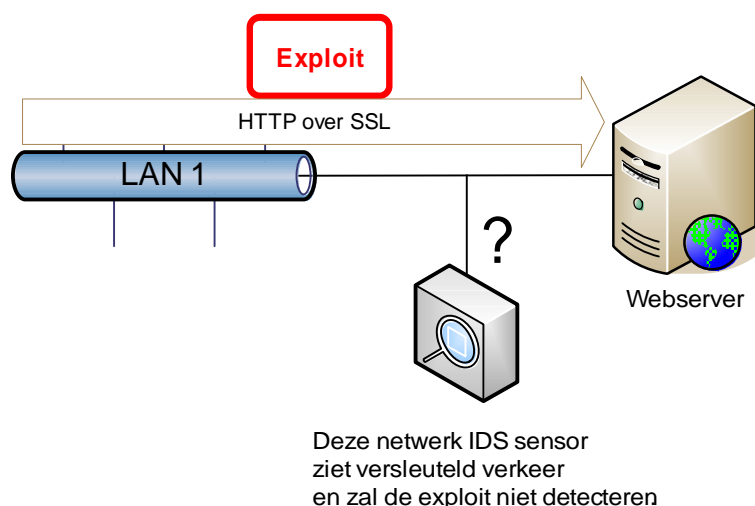 Exploit
HTTP over SSL
LAN 1
?
Webserver
Deze netwerk IDS sensor
ziet versleuteld verkeer
en zal de exploit niet detecteren